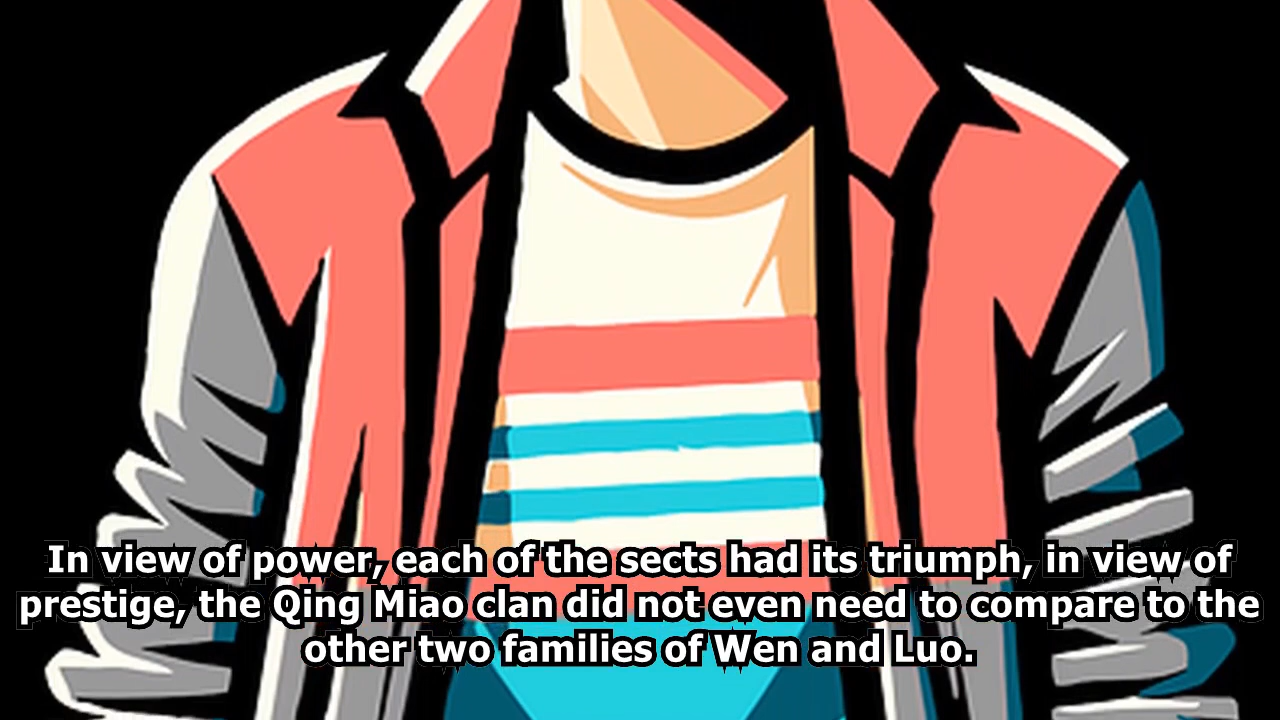 In view of power, each of the sects had its triumph, in view of
prestige, the Qing Miao clan did not even need to compare to the
other two families of Wen and Luo.